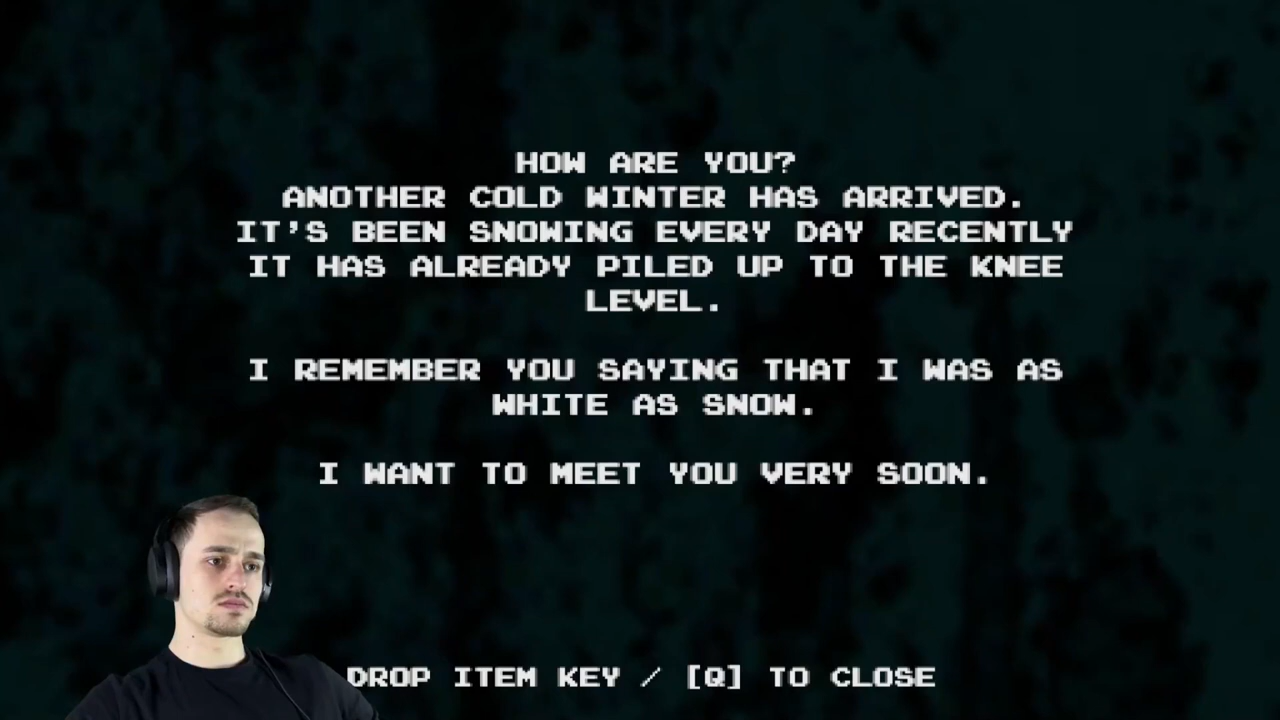 HOW ARE YOU?
ANOTHER COLD WINTER HAS ARRIVED.
IT'S BEEN SNOWING EVERY DAY RECENTLY
IT HAS ALREADY PILED UP TO THE KNEE
LEVEL.
I REMEMBER YOU SAYING THAT I WAS AS
WHITE AS SNOW.
I WANT TO MEET YOU VERY SOON.
DROP ITEM KEY / [Q] TO CLOSE